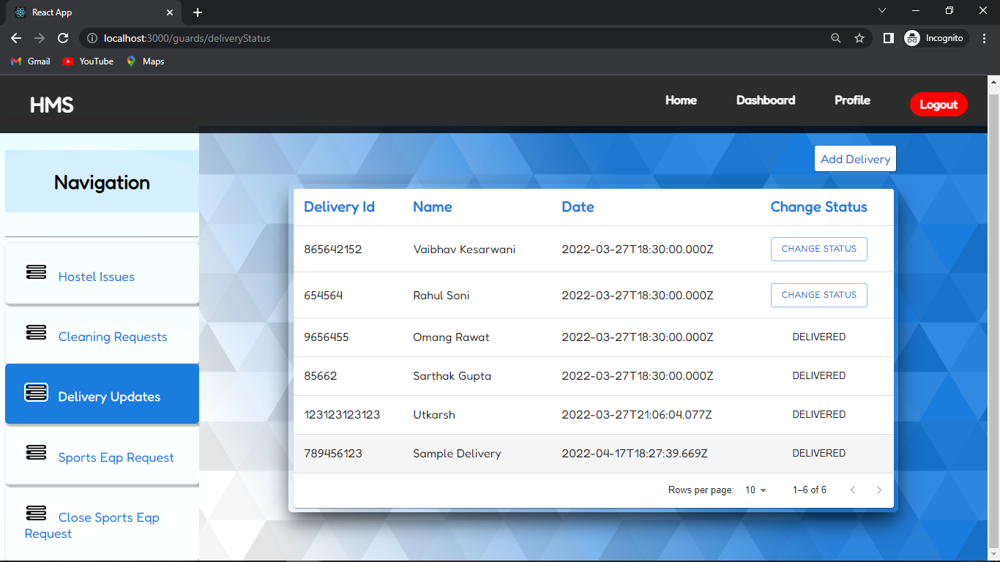 React App
localhost:3000/guards/deliveryStatus
Incognito
Gmail YouTube Maps
HMS
Home Dashboard Profile Logout
Navigation
Hostel Issues
Cleaning Requests
Delivery Updates
Sports Eqp Request
Close Sports Eqp
Request
Add Delivery
Delivery Id Name Date Change Status
865642152 Vaibhav Kesarwani 2022-03-27T18:30:00.000Z CHANGE STATUS
654564 Rahul Soni 2022-03-27T18:30:00.000Z CHANGE STATUS
9656455 Omang Rawat 2022-03-27T18:30:00.000Z DELIVERED
85662 Sarthak Gupta 2022-03-27T18:30:00.000Z DELIVERED
123123123123 Utkarsh 2022-03-27T21:06:04.077Z DELIVERED
789456123 Sample Delivery 2022-04-17T18:27:39.669Z DELIVERED
Rows per page: 10 1–6 of 6